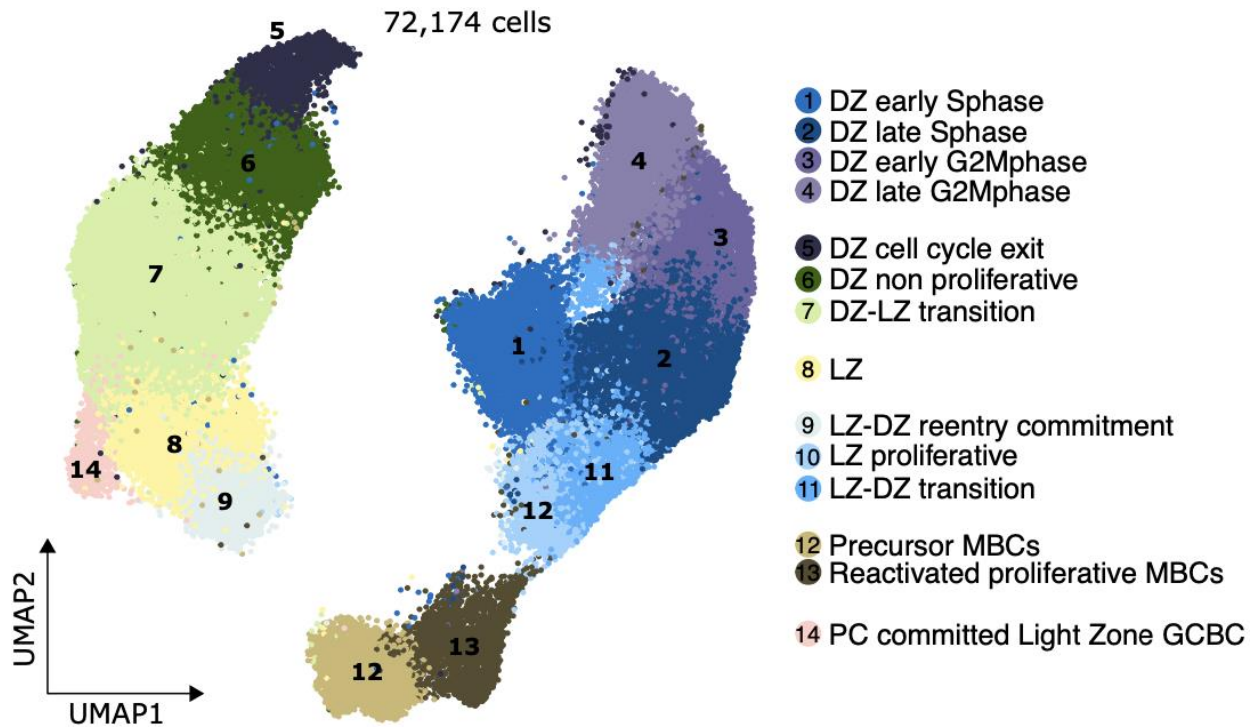 5
72,174 cells
6
4
3
7
1
2
8
14
11
9
12
13
12
1 DZ early Sphase
2 DZ late Sphase
3 DZ early G2Mphase
4 DZ late G2Mphase
5 DZ cell cycle exit
6 DZ non proliferative
7 DZ-LZ transition
8 LZ
9 LZ-DZ reentry commitment
10 LZ proliferative
11 LZ-DZ transition
12 Precursor MBCs
13 Reactivated proliferative MBCs
14 PC committed Light Zone GCBC
UMAP2
UMAP1